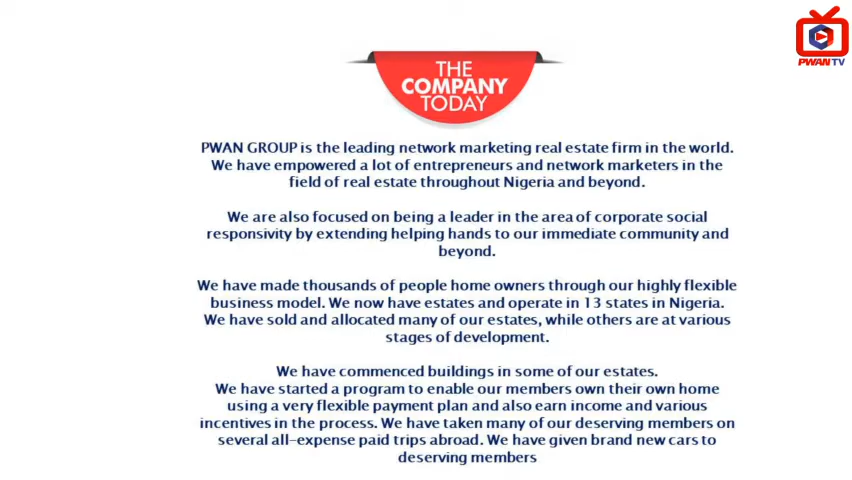 PWAN TV
THE
COMPANY
TODAY
PWAN GROUP is the leading network marketing real estate firm in the world.
We have empowered a lot of entrepreneurs and network marketers in the
field of real estate throughout Nigeria and beyond.
We are also focused on being a leader in the area of corporate social
responsivity by extending helping hands to our immediate community and
beyond.
We have made thousands of people home owners through our highly flexible
business model. We now have estates and operate in 13 states in Nigeria.
We have sold and allocated many of our estates, while others are at various
stages of development.
We have commenced buildings in some of our estates.
We have started a program to enable our members own their own home
using a very flexible payment plan and also earn income and various
incentives in the process. We have taken many of our deserving members on
several all-expense paid trips abroad. We have given brand new cars to
deserving members